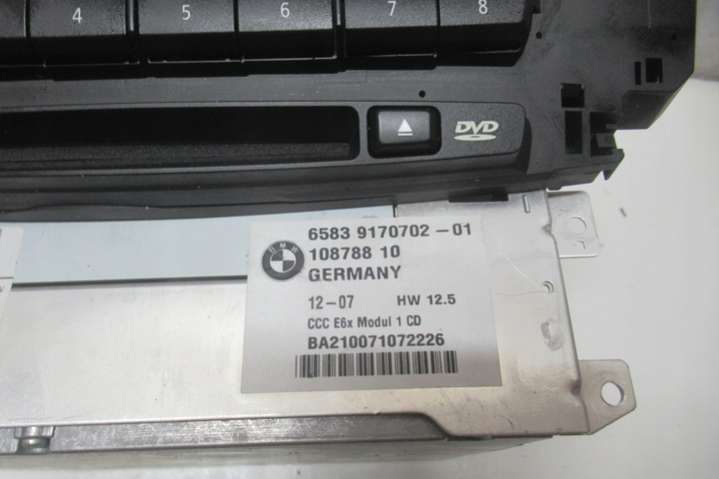 4 5 6 7 8
DVD
BMW
6583 9170702-01
108788 10
GERMANY
12-07 HW 12.5
CCC E6x Modul 1 CD
BA210071072226